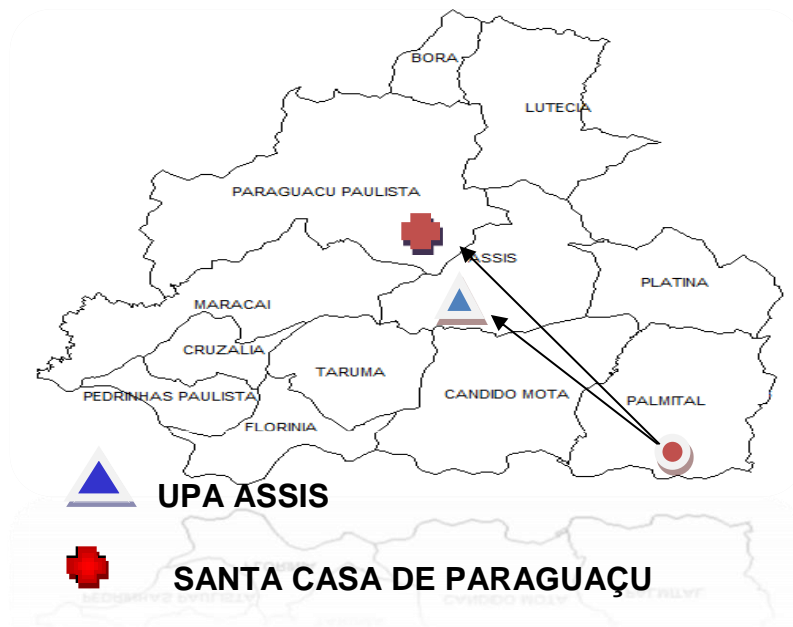 BORA
LUTECIA
PARAGUACU PAULISTA
ASSIS
PLATINA
MARACAI
CRUZALIA
TARUMA
PEDRINHAS PAULISTA
CANDIDO MOTA
PALMITAL
FLORINIA
UPA ASSIS
SANTA CASA DE PARAGUAÇU